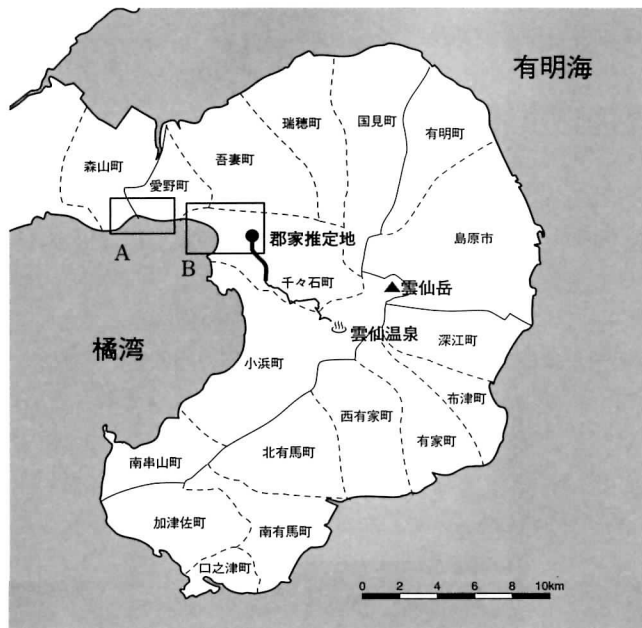 有明海
瑞穂町
国見町
有明町
吾妻町
森山町
愛野町
島原市
A
B
郡家推定地
千々石町
雲仙岳
雲仙温泉
橘湾
小浜町
深江町
布津町
西有家町
有家町
北有馬町
南串山町
加津佐町
南有馬町
口之津町
0 2 4 6 8 10km